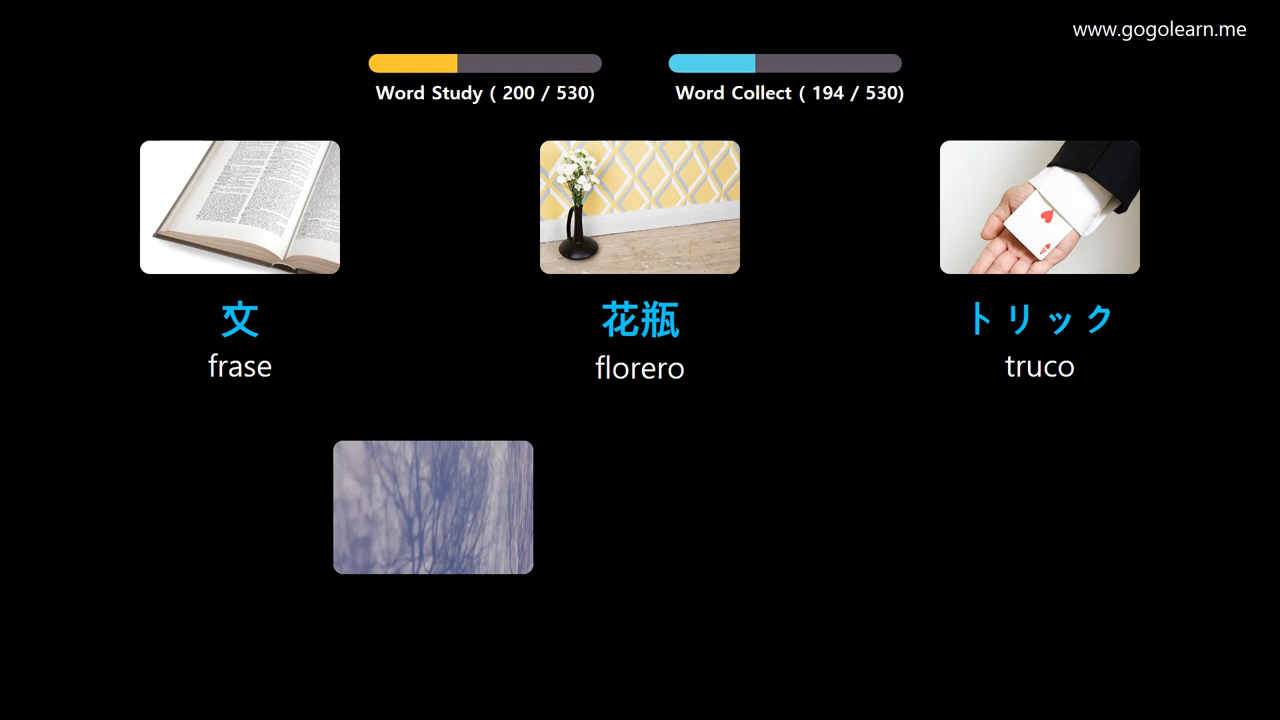 www.gogolearn.me
Word Study ( 200 / 530)
Word Collect ( 194 / 530)
文
花瓶
トリック
frase
florero
truco